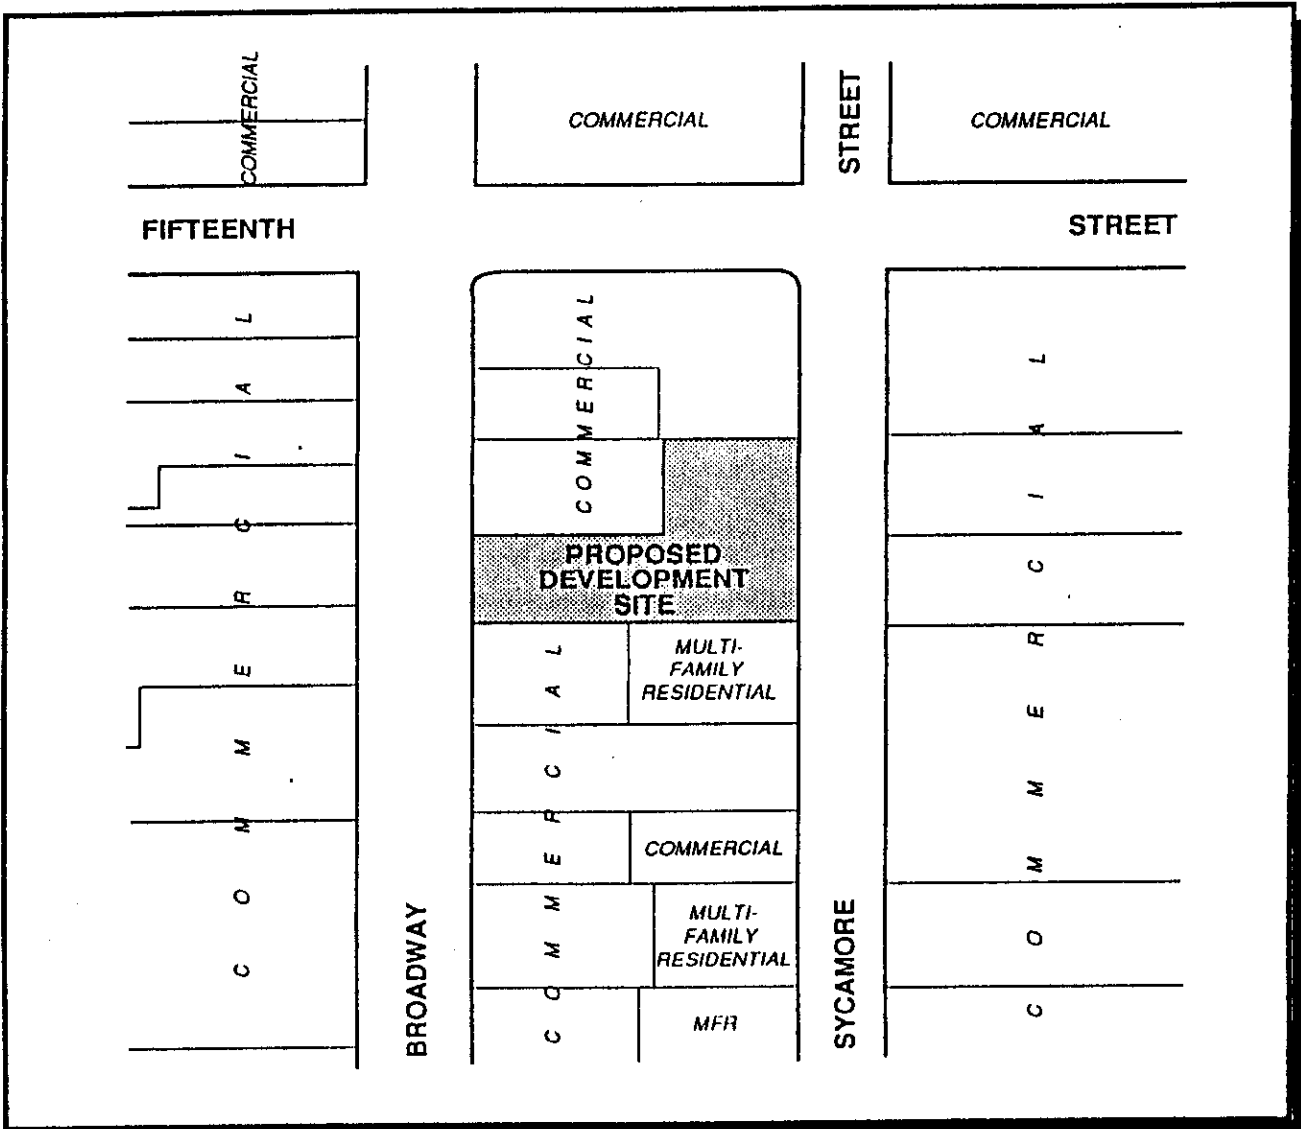 COMMERCIAL
COMMERCIAL
COMMERCIAL
STREET
COMMERCIAL
FIFTEENTH
STREET
COMMERCIAL
COMMERCIAL
COMMERCIAL
PROPOSED
DEVELOPMENT
SITE
COMMERCIAL
MULTI-
FAMILY
RESIDENTIAL
COMMERCIAL
MULTI-
FAMILY
RESIDENTIAL
MFR
BROADWAY
SYCAMORE